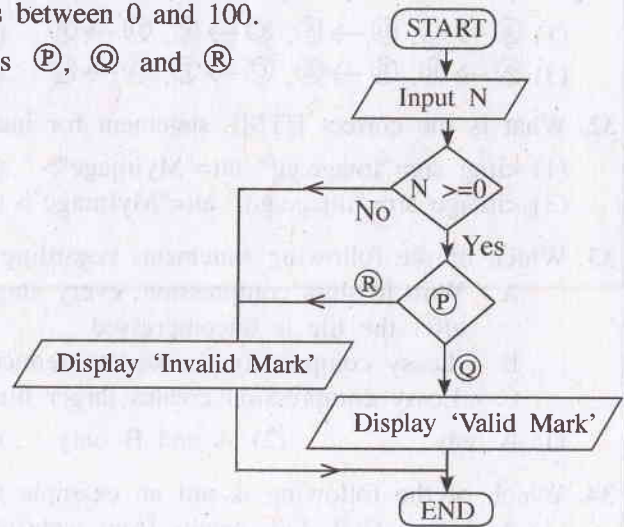 s between 0 and 100.
s Ⓟ, Ⓠ and Ⓡ
START
Input N
N >=0
No
Yes
Ⓡ
Ⓟ
Display 'Invalid Mark'
Ⓠ
Display 'Valid Mark'
END